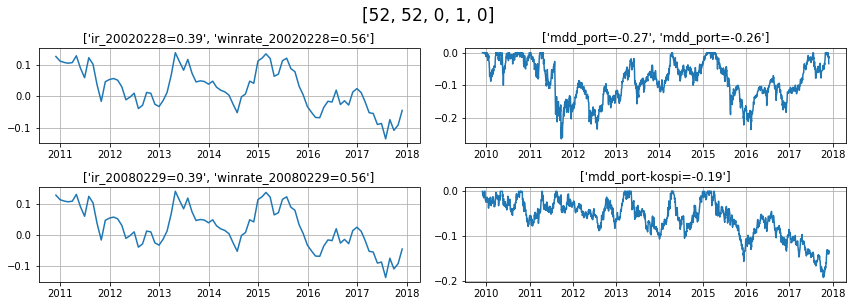 [52, 52, 0, 1, 0]
['ir_20020228=0.39', 'winrate_20020228=0.56']
0.1
0.0
−0.1
2011 2012 2013 2014 2015 2016 2017 2018
['mdd_port=-0.27', 'mdd_port=-0.26']
0.0
−0.1
−0.2
2010 2011 2012 2013 2014 2015 2016 2017 2018
['ir_20080229=0.39', 'winrate_20080229=0.56']
0.1
0.0
−0.1
2011 2012 2013 2014 2015 2016 2017 2018
['mdd_port-kospi=-0.19']
0.0
−0.1
−0.2
2010 2011 2012 2013 2014 2015 2016 2017 2018